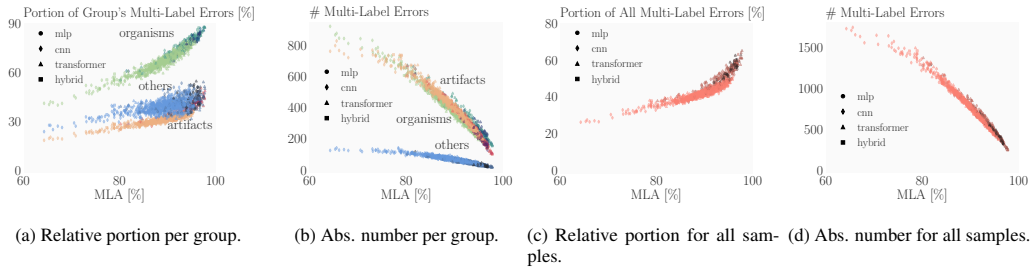 Portion of Group's Multi-Label Errors [%]
90
60
30
0
60
80
100
MLA [%]
mlp
cnn
transformer
hybrid
organisms
others
artifacts
(a) Relative portion per group.
# Multi-Label Errors
800
600
400
200
0
60
80
100
MLA [%]
mlp
cnn
transformer
hybrid
artifacts
organisms
others
(b) Abs. number per group.
Portion of All Multi-Label Errors [%]
80
60
40
20
0
60
80
100
MLA [%]
mlp
cnn
transformer
hybrid
(c) Relative portion for all sam-
ples.
# Multi-Label Errors
1500
1000
500
0
60
80
100
MLA [%]
mlp
cnn
transformer
hybrid
(d) Abs. number for all samples.